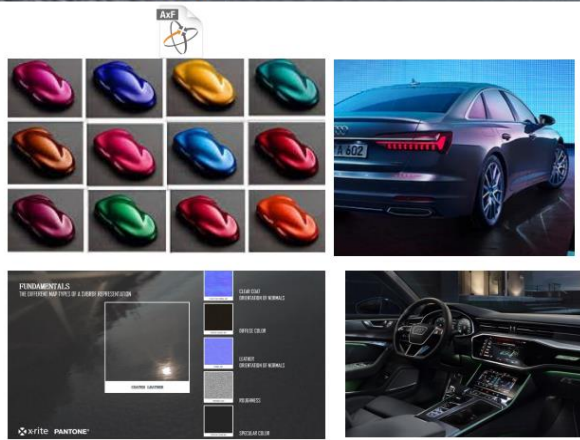 AxF
A 602
FUNDAMENTALS
THE DIFFERENT MAP TYPES OF A SVBRDF REPRESENTATION
CLEAR COAT
ORIENTATION OF NORMALS
DIFFUSE COLOR
LEATHER
ORIENTATION OF NORMALS
ROUGHNESS
SPECULAR COLOR
x-rite PANTONE®